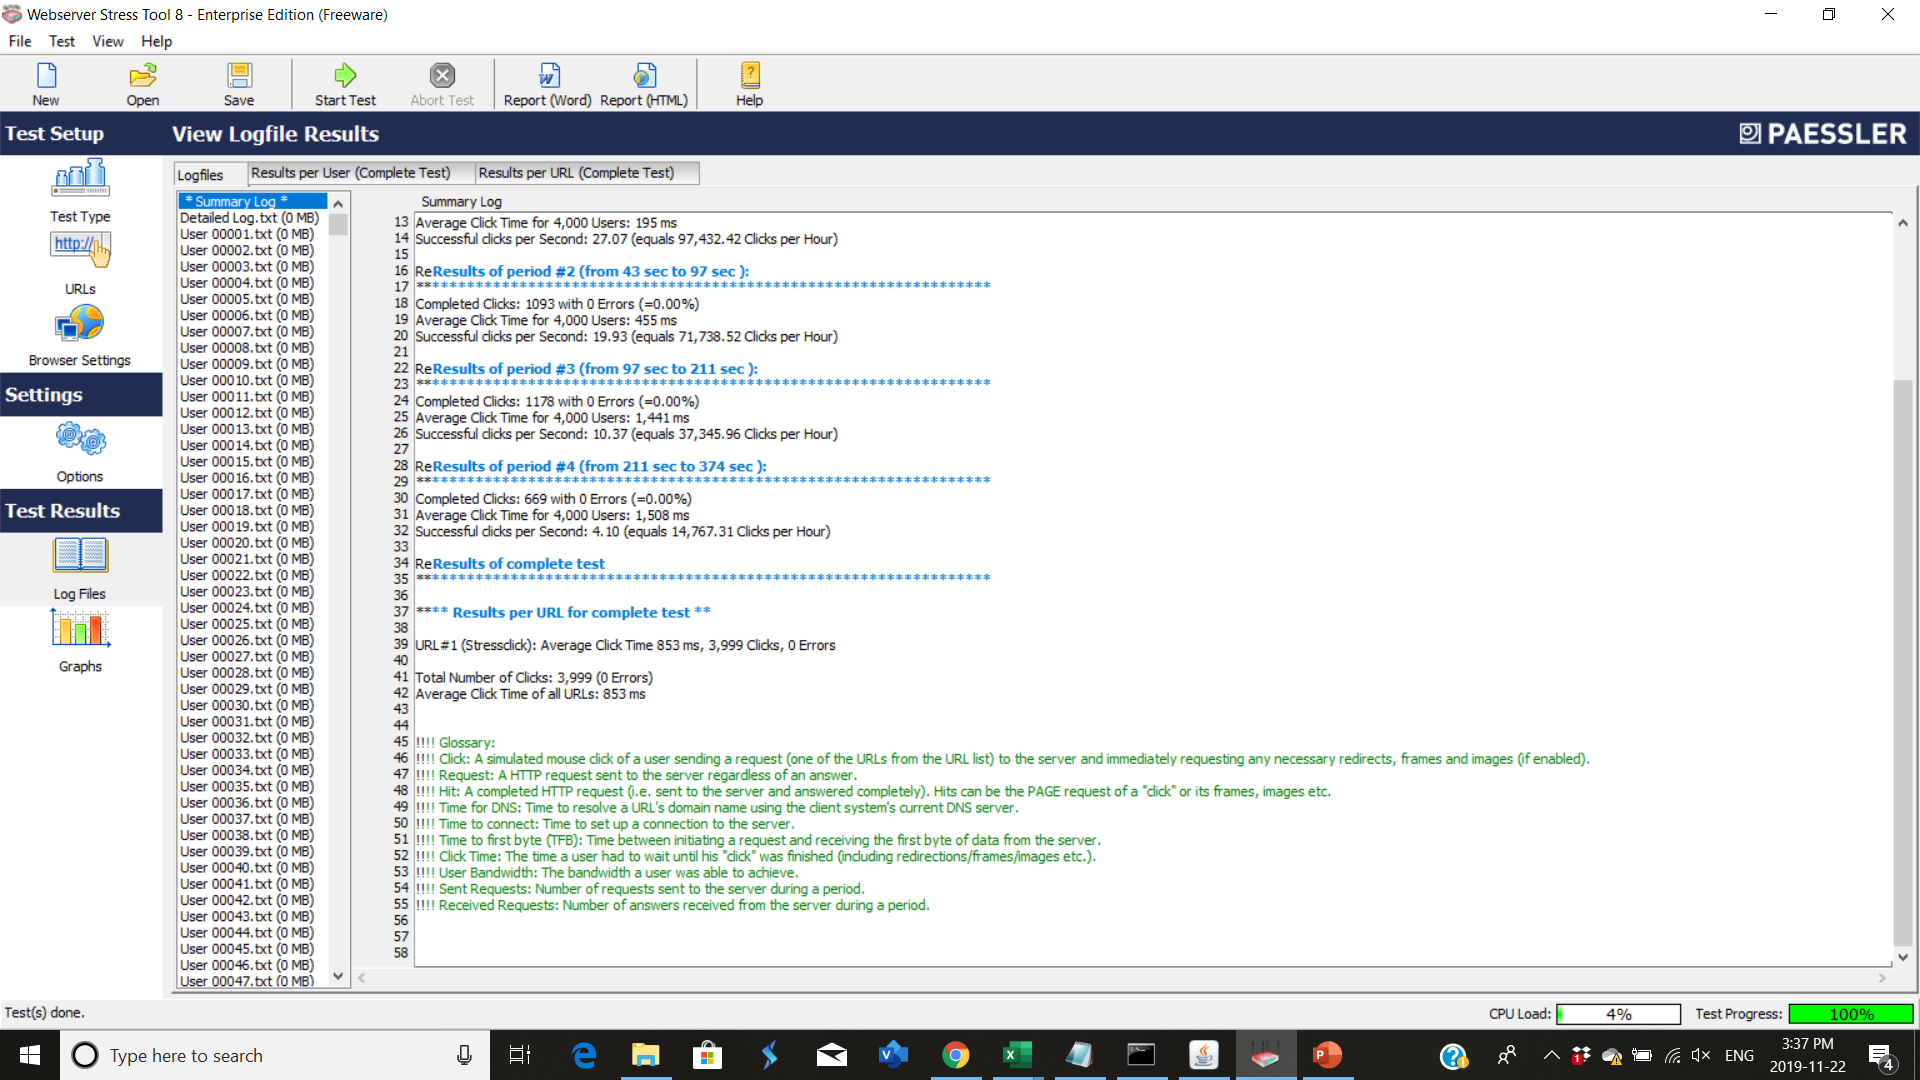 Webserver Stress Tool 8 - Enterprise Edition (Freeware)
File Test View Help
New Open Save Start Test Abort Test Report (Word) Report (HTML) Help
Test Setup
View Logfile Results
PAESSLER
Test Type
http://
URLs
Browser Settings
Settings
Options
Test Results
Log Files
Graphs
Logfiles
Results per User (Complete Test)
Results per URL (Complete Test)
* Summary Log *
Detailed Log.txt (0 MB)
User 00001.txt (0 MB)
User 00002.txt (0 MB)
User 00003.txt (0 MB)
User 00004.txt (0 MB)
User 00005.txt (0 MB)
User 00006.txt (0 MB)
User 00007.txt (0 MB)
User 00008.txt (0 MB)
User 00009.txt (0 MB)
User 00010.txt (0 MB)
User 00011.txt (0 MB)
User 00012.txt (0 MB)
User 00013.txt (0 MB)
User 00014.txt (0 MB)
User 00015.txt (0 MB)
User 00016.txt (0 MB)
User 00017.txt (0 MB)
User 00018.txt (0 MB)
User 00019.txt (0 MB)
User 00020.txt (0 MB)
User 00021.txt (0 MB)
User 00022.txt (0 MB)
User 00023.txt (0 MB)
User 00024.txt (0 MB)
User 00025.txt (0 MB)
User 00026.txt (0 MB)
User 00027.txt (0 MB)
User 00028.txt (0 MB)
User 00029.txt (0 MB)
User 00030.txt (0 MB)
User 00031.txt (0 MB)
User 00032.txt (0 MB)
User 00033.txt (0 MB)
User 00034.txt (0 MB)
User 00035.txt (0 MB)
User 00036.txt (0 MB)
User 00037.txt (0 MB)
User 00038.txt (0 MB)
User 00039.txt (0 MB)
User 00040.txt (0 MB)
User 00041.txt (0 MB)
User 00042.txt (0 MB)
User 00043.txt (0 MB)
User 00044.txt (0 MB)
User 00045.txt (0 MB)
User 00046.txt (0 MB)
User 00047.txt (0 MB)
Summary Log
13 Average Click Time for 4,000 Users: 195 ms
14 Successful clicks per Second: 27.07 (equals 97,432.42 Clicks per Hour)
15
16 ReResults of period #2 (from 43 sec to 97 sec ):
17 ******************************************************************
18 Completed Clicks: 1093 with 0 Errors (=0.00%)
19 Average Click Time for 4,000 Users: 455 ms
20 Successful clicks per Second: 19.93 (equals 71,738.52 Clicks per Hour)
21
22 ReResults of period #3 (from 97 sec to 211 sec ):
23 ******************************************************************
24 Completed Clicks: 1178 with 0 Errors (=0.00%)
25 Average Click Time for 4,000 Users: 1,441 ms
26 Successful clicks per Second: 10.37 (equals 37,345.96 Clicks per Hour)
27
28 ReResults of period #4 (from 211 sec to 374 sec ):
29 ******************************************************************
30 Completed Clicks: 669 with 0 Errors (=0.00%)
31 Average Click Time for 4,000 Users: 1,508 ms
32 Successful clicks per Second: 4.10 (equals 14,767.31 Clicks per Hour)
33
34 ReResults of complete test
35 ******************************************************************
36
37 **** Results per URL for complete test **
38
39 URL#1 (Stressclick): Average Click Time 853 ms, 3,999 Clicks, 0 Errors
40
41 Total Number of Clicks: 3,999 (0 Errors)
42 Average Click Time of all URLs: 853 ms
43
44
45 !!!! Glossary:
46 !!!! Click: A simulated mouse click of a user sending a request (one of the URLs from the URL list) to the server and immediately requesting any necessary redirects, frames and images (if enabled).
47 !!!! Request: A HTTP request sent to the server regardless of an answer.
48 !!!! Hit: A completed HTTP request (i.e. sent to the server and answered completely). Hits can be the PAGE request of a "click" or its frames, images etc.
49 !!!! Time for DNS: Time to resolve a URL's domain name using the client system's current DNS server.
50 !!!! Time to connect: Time to set up a connection to the server.
51 !!!! Time to first byte (TFB): Time between initiating a request and receiving the first byte of data from the server.
52 !!!! Click Time: The time a user had to wait until his "click" was finished (including redirections/frames/images etc.).
53 !!!! User Bandwidth: The bandwidth a user was able to achieve.
54 !!!! Sent Requests: Number of requests sent to the server during a period.
55 !!!! Received Requests: Number of answers received from the server during a period.
56
57
58
Test(s) done.
CPU Load: 4%
Test Progress: 100%
Type here to search
ENG
3:37 PM
2019-11-22
4